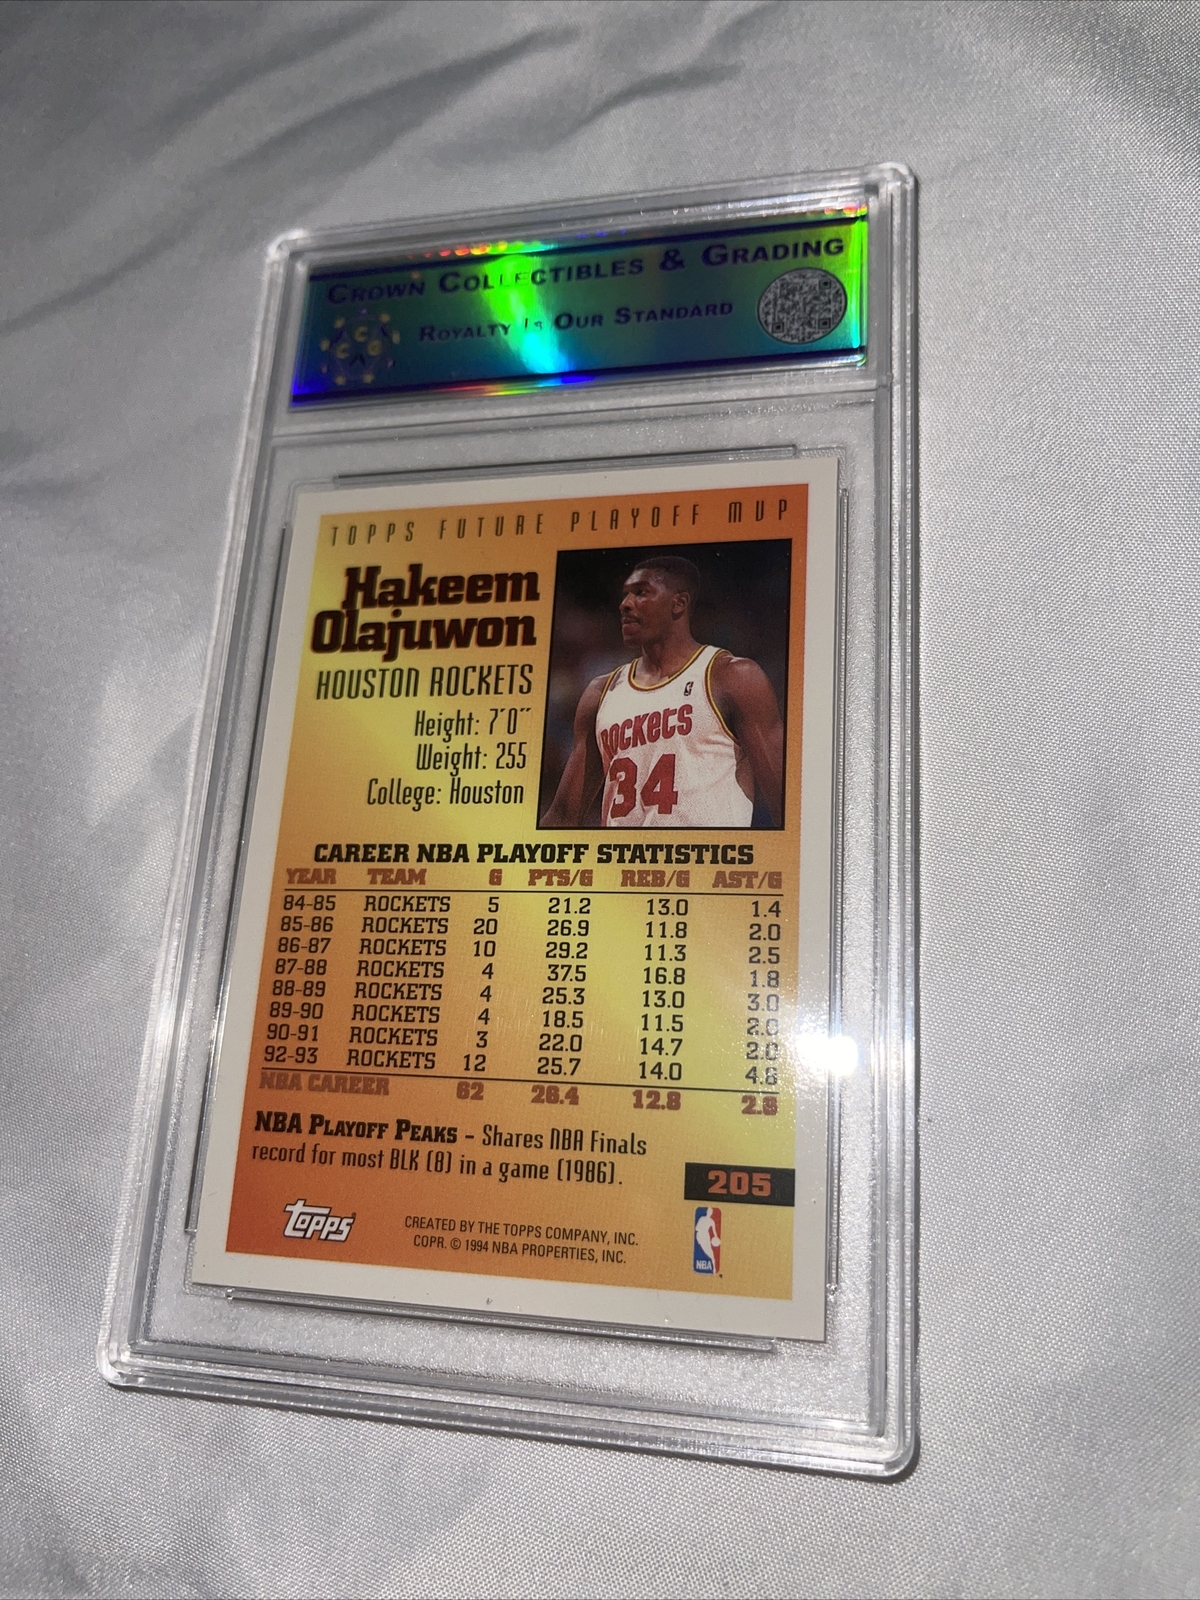 CROWN COLLECTIBLES & GRADING
ROYALTY IS OUR STANDARD
C
C G
TOPPS FUTURE PLAYOFF MVP
Hakeem
Olajuwon
HOUSTON ROCKETS
Height: 7'0"
Weight: 255
College: Houston
ROCKETS
34
CAREER NBA PLAYOFF STATISTICS
YEAR TEAM G PTS/G REB/G AST/G
84-85 ROCKETS 5 21.2 13.0 1.4
85-86 ROCKETS 20 26.9 11.8 2.0
86-87 ROCKETS 10 29.2 11.3 2.5
87-88 ROCKETS 4 37.5 16.8 1.8
88-89 ROCKETS 4 25.3 13.0 3.0
89-90 ROCKETS 4 18.5 11.5 2.0
90-91 ROCKETS 3 22.0 14.7 2.0
92-93 ROCKETS 12 25.7 14.0 4.8
NBA CAREER 62 26.4 12.8
NBA PLAYOFF PEAKS - Shares NBA Finals
record for most BLK (8) in a game (1986).
205
TOPPS
CREATED BY THE TOPPS COMPANY, INC.
COPR. © 1994 NBA PROPERTIES, INC.
NBA